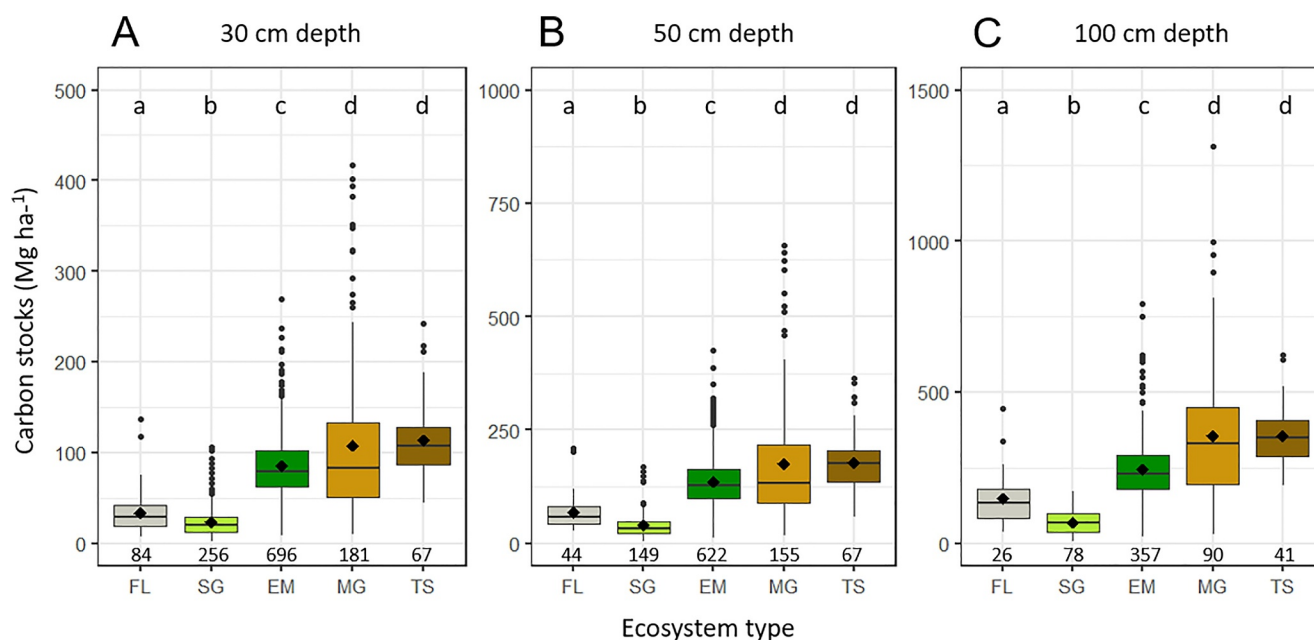 A 30 cm depth B 50 cm depth C 100 cm depth
500 1000 1500
a b c d d a b c d d a b c d d
400
750
1000
300
500
200
500
250
100
0 0 0
84 256 696 181 67 44 149 622 155 67 26 78 357 90 41
FL SG EM MG TS FL SG EM MG TS FL SG EM MG TS
Carbon stocks (Mg ha-¹)
Ecosystem type